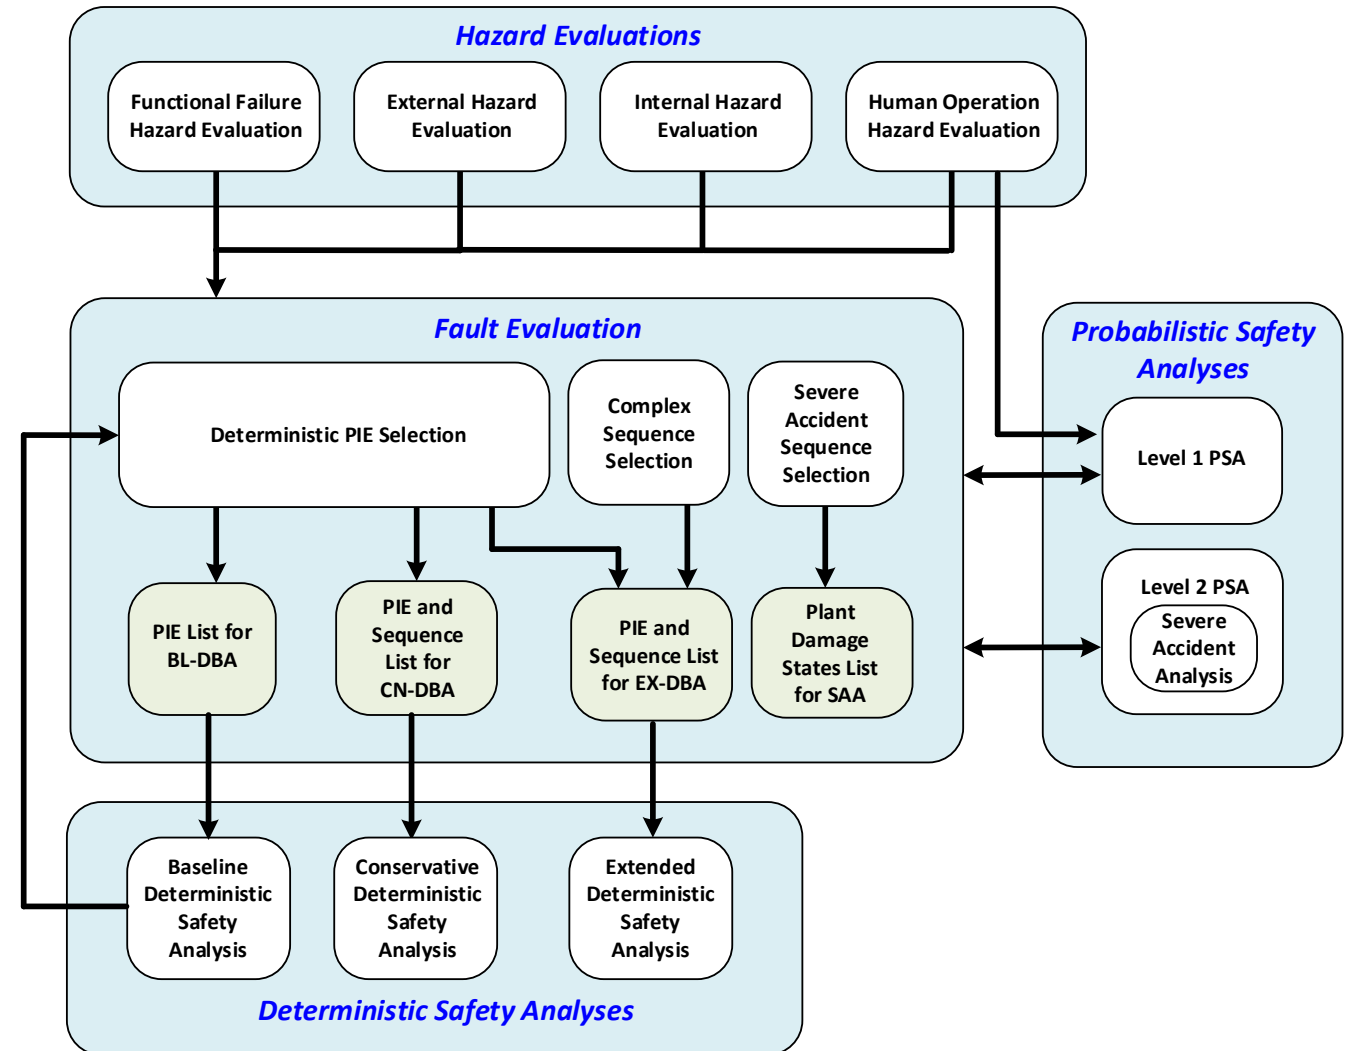 Hazard Evaluations
Functional Failure
Hazard Evaluation
External Hazard
Evaluation
Internal Hazard
Evaluation
Human Operation
Hazard Evaluation
Fault Evaluation
Deterministic PIE Selection
Complex
Sequence
Selection
Severe
Accident
Sequence
Selection
PIE List for
BL-DBA
PIE and
Sequence
List for
CN-DBA
PIE and
Sequence List
for EX-DBA
Plant
Damage
States List
for SAA
Probabilistic Safety
Analyses
Level 1 PSA
Level 2 PSA
Severe
Accident
Analysis
Baseline
Deterministic
Safety
Analysis
Conservative
Deterministic
Safety
Analysis
Extended
Deterministic
Safety
Analysis
Deterministic Safety Analyses